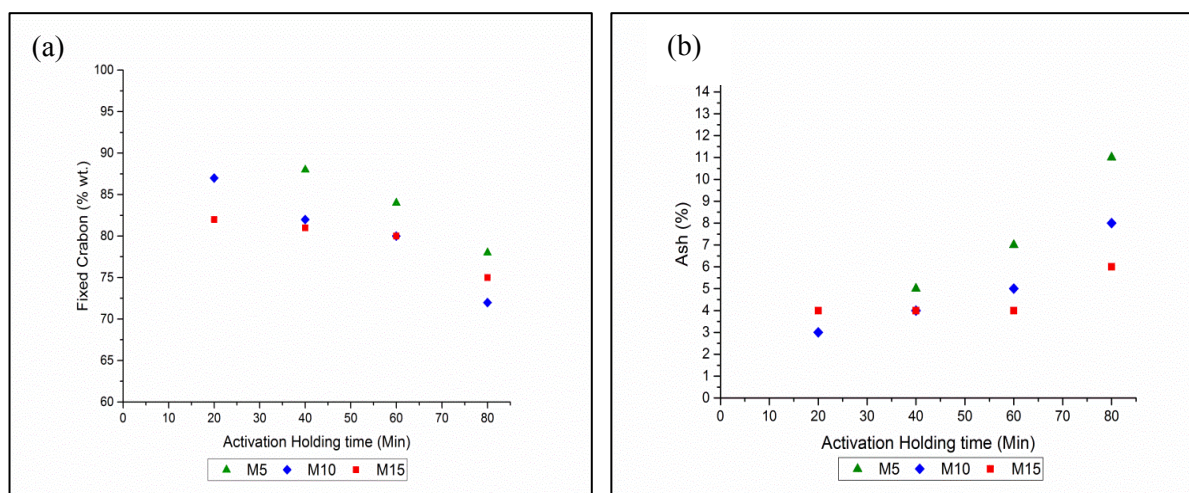 (a)
100
95
90
85
80
75
70
65
60
Fixed Crabon (% wt.)
0 10 20 30 40 50 60 70 80
Activation Holding time (Min)
M5 M10 M15
(b)
14
13
12
11
10
9
8
7
6
5
4
3
2
1
0
Ash (%)
0 10 20 30 40 50 60 70 80
Activation Holding time (Min)
M5 M10 M15